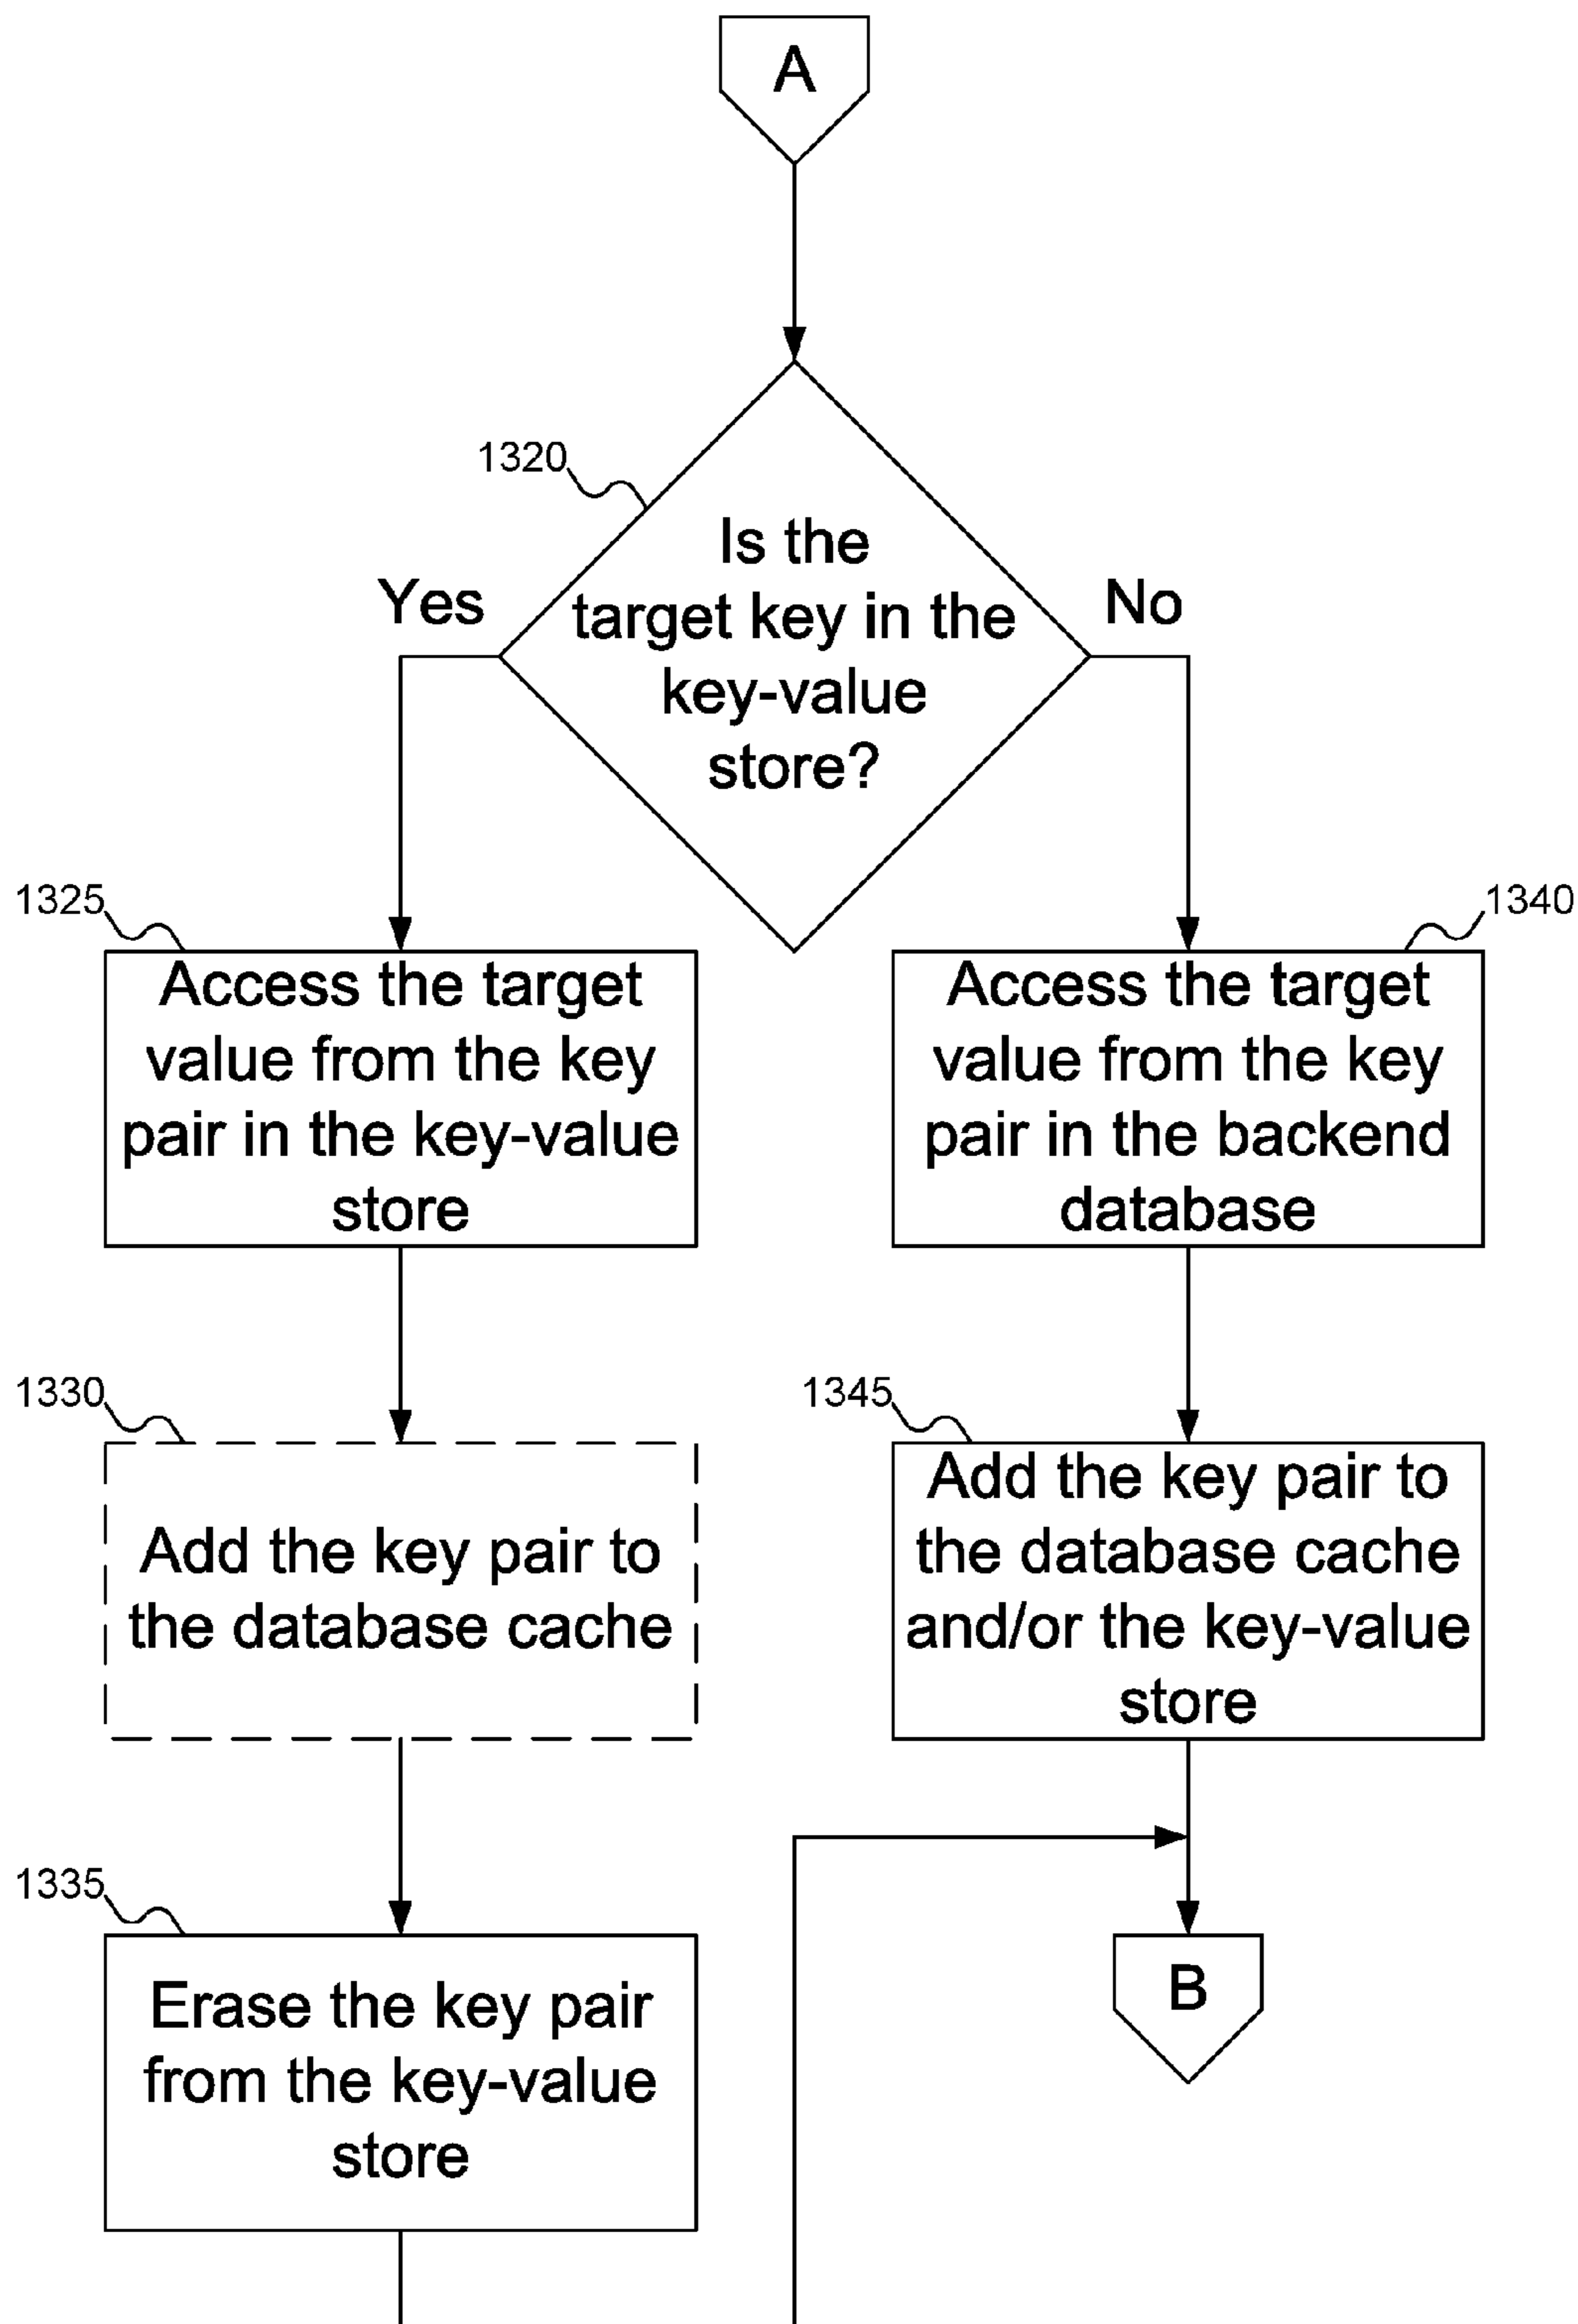 A
1320
Is the
target key in the
key-value
store?
Yes
No
1325
Access the target
value from the key
pair in the key-value
store
1340
Access the target
value from the key
pair in the backend
database
1330
Add the key pair to
the database cache
1345
Add the key pair to
the database cache
and/or the key-value
store
1335
Erase the key pair
from the key-value
store
B